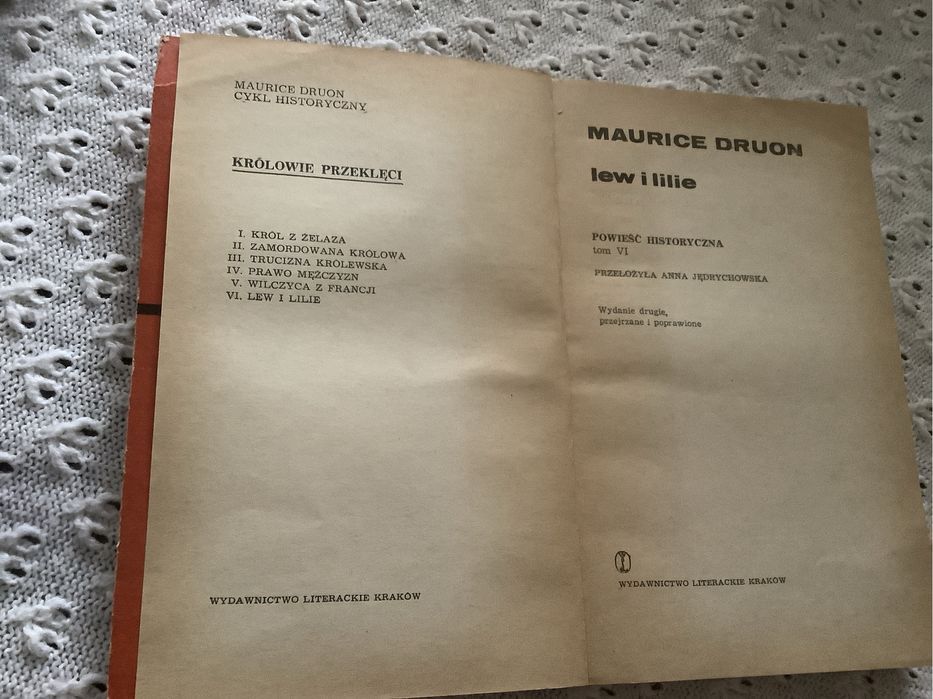 MAURICE DRUON
CYKL HISTORYCZNY
KRÓLOWIE PRZEKLĘCI
I. KRÓL Z ŻELAZA
II. ZAMORDOWANA KRÓLOWA
III. TRUCIZNA KRÓLEWSKA
IV. PRAWO MĘŻCZYZN
V. WILCZYCA Z FRANCJI
VI. LEW I LILIE
WYDAWNICTWO LITERACKIE KRAKÓW
MAURICE DRUON
lew i lilie
POWIEŚĆ HISTORYCZNA
tom VI
PRZEŁOŻYŁA ANNA JĘDRYCHOWSKA
Wydanie drugie,
przejrzane i poprawione
WYDAWNICTWO LITERACKIE KRAKÓW